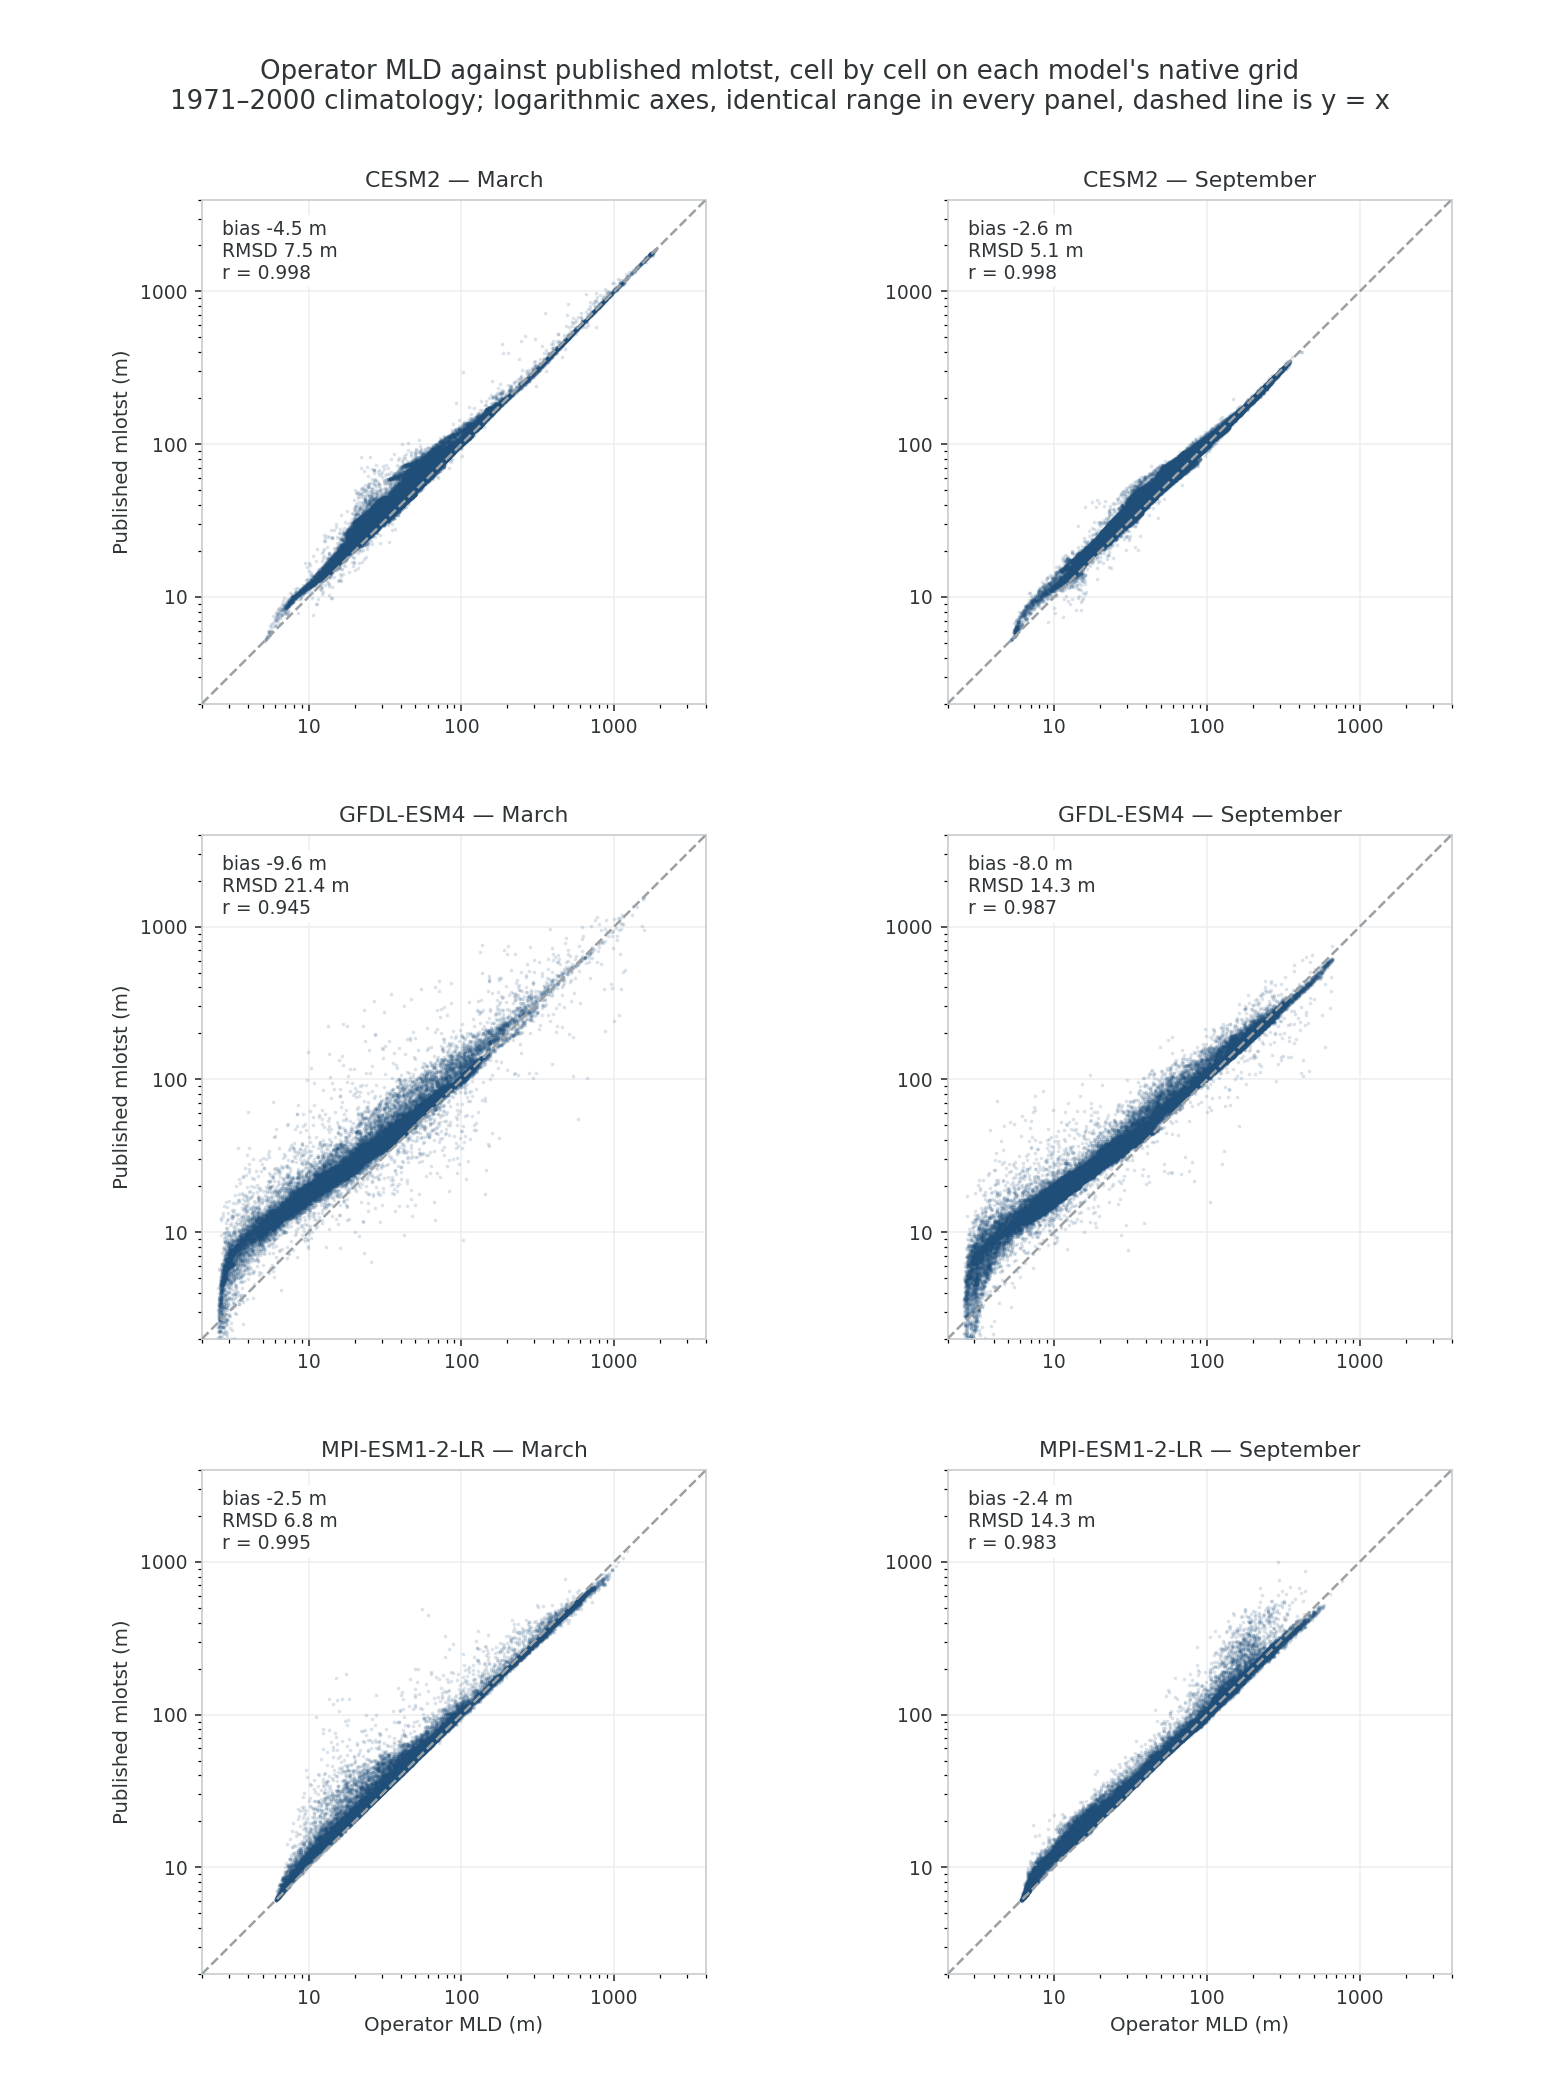 Operator MLD against published mlotst, cell by cell on each model's native grid
1971–2000 climatology; logarithmic axes, identical range in every panel, dashed line is y = x
CESM2 — March
bias -4.5 m
RMSD 7.5 m
r = 0.998
1000
100
10
Published mlotst (m)
10 100 1000
CESM2 — September
bias -2.6 m
RMSD 5.1 m
r = 0.998
1000
100
10
10 100 1000
GFDL-ESM4 — March
bias -9.6 m
RMSD 21.4 m
r = 0.945
1000
100
10
Published mlotst (m)
10 100 1000
GFDL-ESM4 — September
bias -8.0 m
RMSD 14.3 m
r = 0.987
1000
100
10
10 100 1000
MPI-ESM1-2-LR — March
bias -2.5 m
RMSD 6.8 m
r = 0.995
1000
100
10
Published mlotst (m)
10 100 1000
Operator MLD (m)
MPI-ESM1-2-LR — September
bias -2.4 m
RMSD 14.3 m
r = 0.983
1000
100
10
10 100 1000
Operator MLD (m)